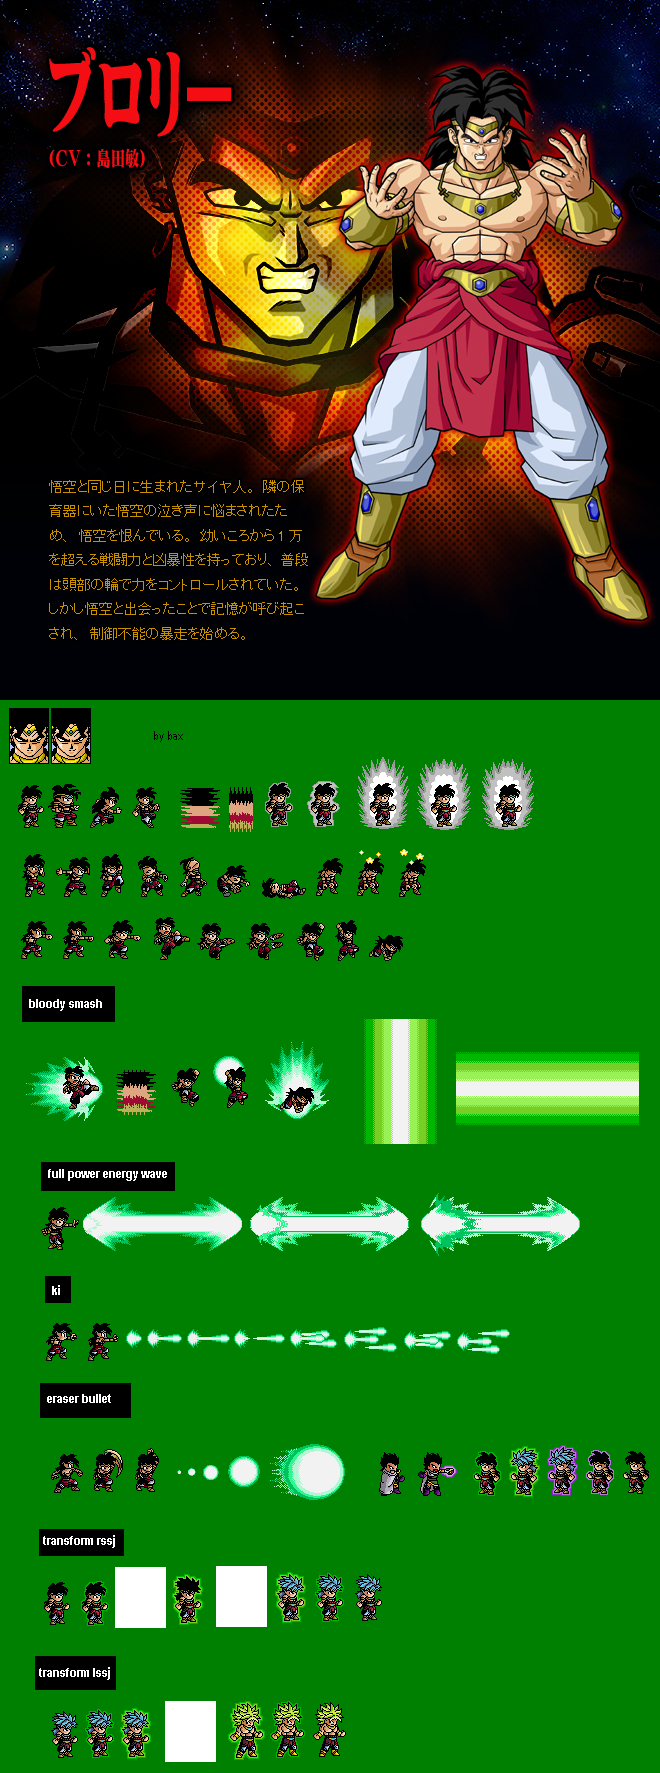 ブロリー
(CV：島田敏)
悟空と同じ日に生まれたサイヤ人。隣の保
育器にいた悟空の泣き声に悩まされたた
め、悟空を恨んでいる。幼いころから1万
を超える戦闘力と凶暴性を持っており、普段
は頭部の輪で力をコントロールされていた。
しかし悟空と出会ったことで記憶が呼び起こ
され、制御不能の暴走を始める。
by bax
bloody smash
full power energy wave
ki
eraser bullet
transform rssj
transform lssj